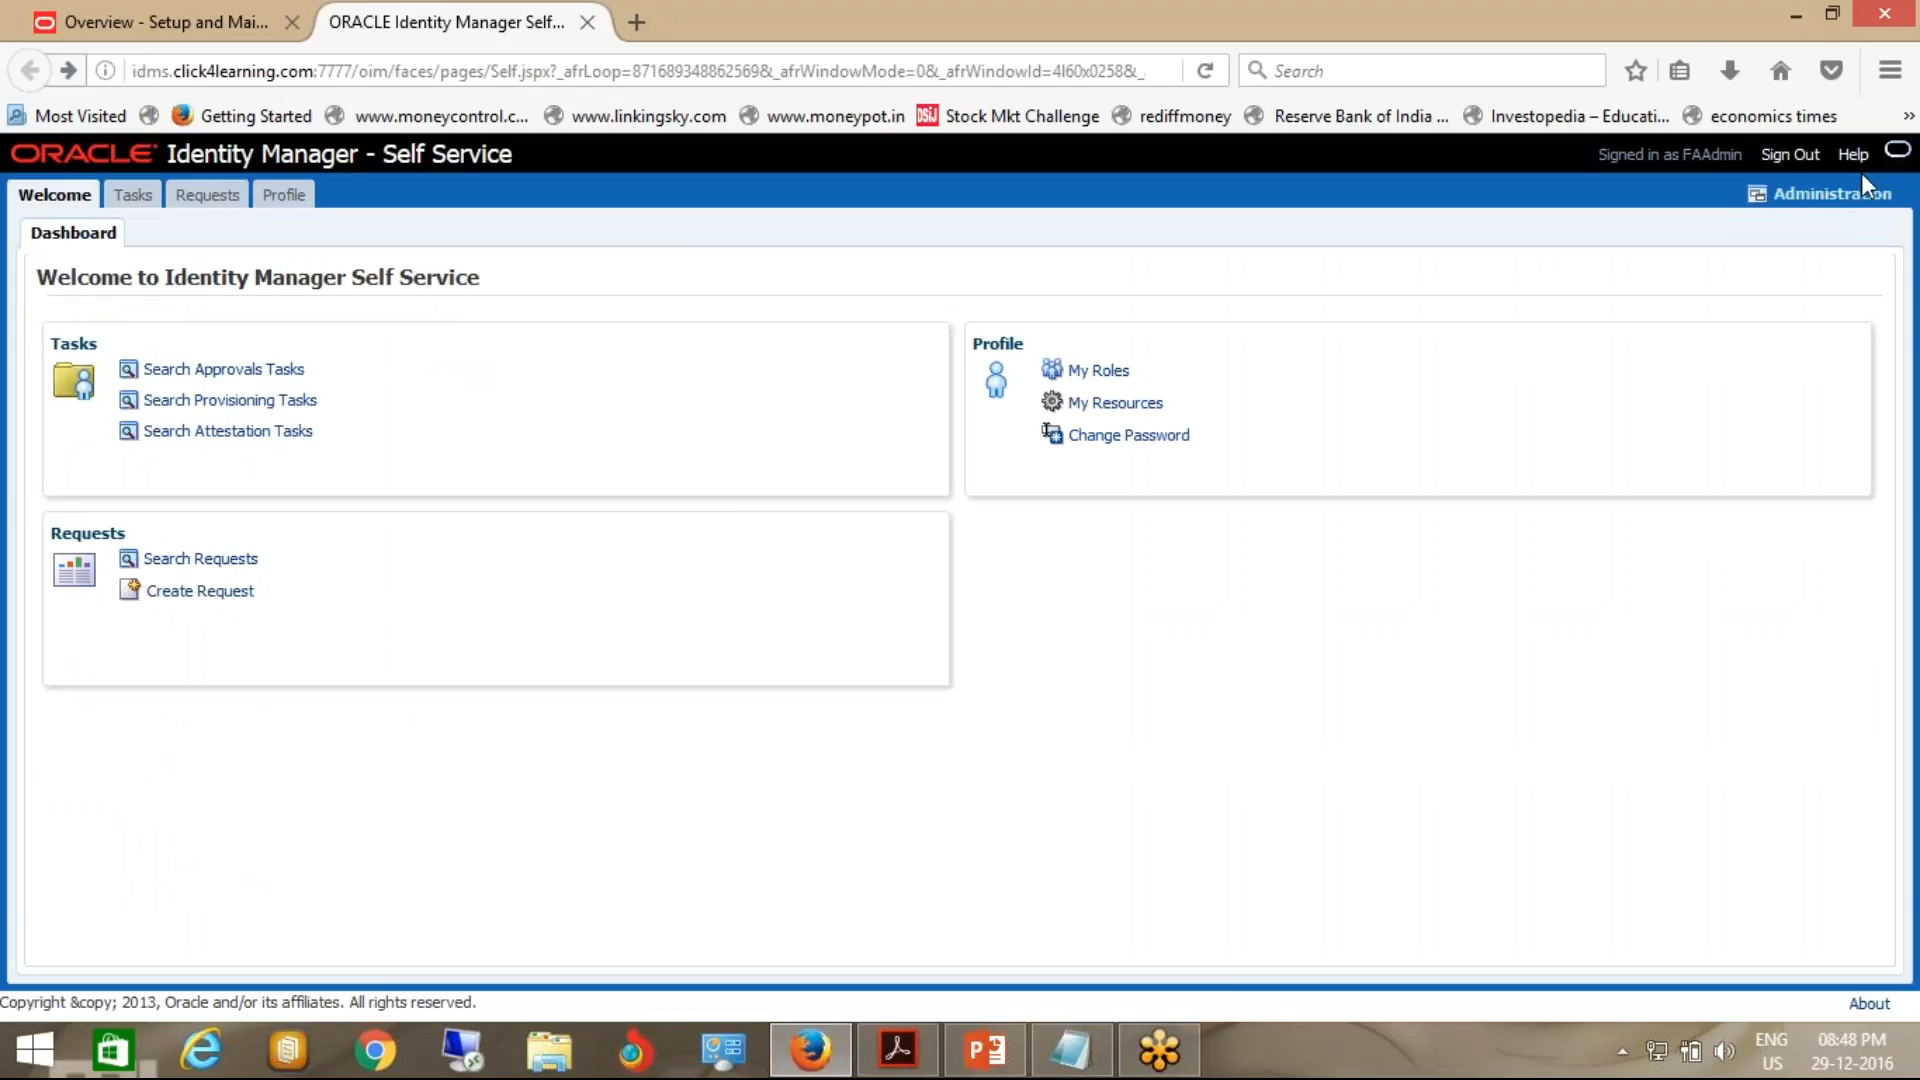 Overview - Setup and Mai...
ORACLE Identity Manager Self...
idms.click4learning.com:7777/oim/faces/pages/Self.jspx?_afrLoop=871689348862569&_afrWindowMode=0&_afrWindowId=4l60x0258&_
Search
Most Visited
Getting Started
www.moneycontrol.c...
www.linkingsky.com
www.moneypot.in
DSIJ Stock Mkt Challenge
rediffmoney
Reserve Bank of India ...
Investopedia – Educati...
economics times
ORACLE Identity Manager - Self Service
Signed in as FAAdmin Sign Out Help
Welcome Tasks Requests Profile
Administration
Dashboard
Welcome to Identity Manager Self Service
Tasks
Search Approvals Tasks
Search Provisioning Tasks
Search Attestation Tasks
Profile
My Roles
My Resources
Change Password
Requests
Search Requests
Create Request
Copyright &copy; 2013, Oracle and/or its affiliates. All rights reserved.
About
ENG
US
08:48 PM
29-12-2016